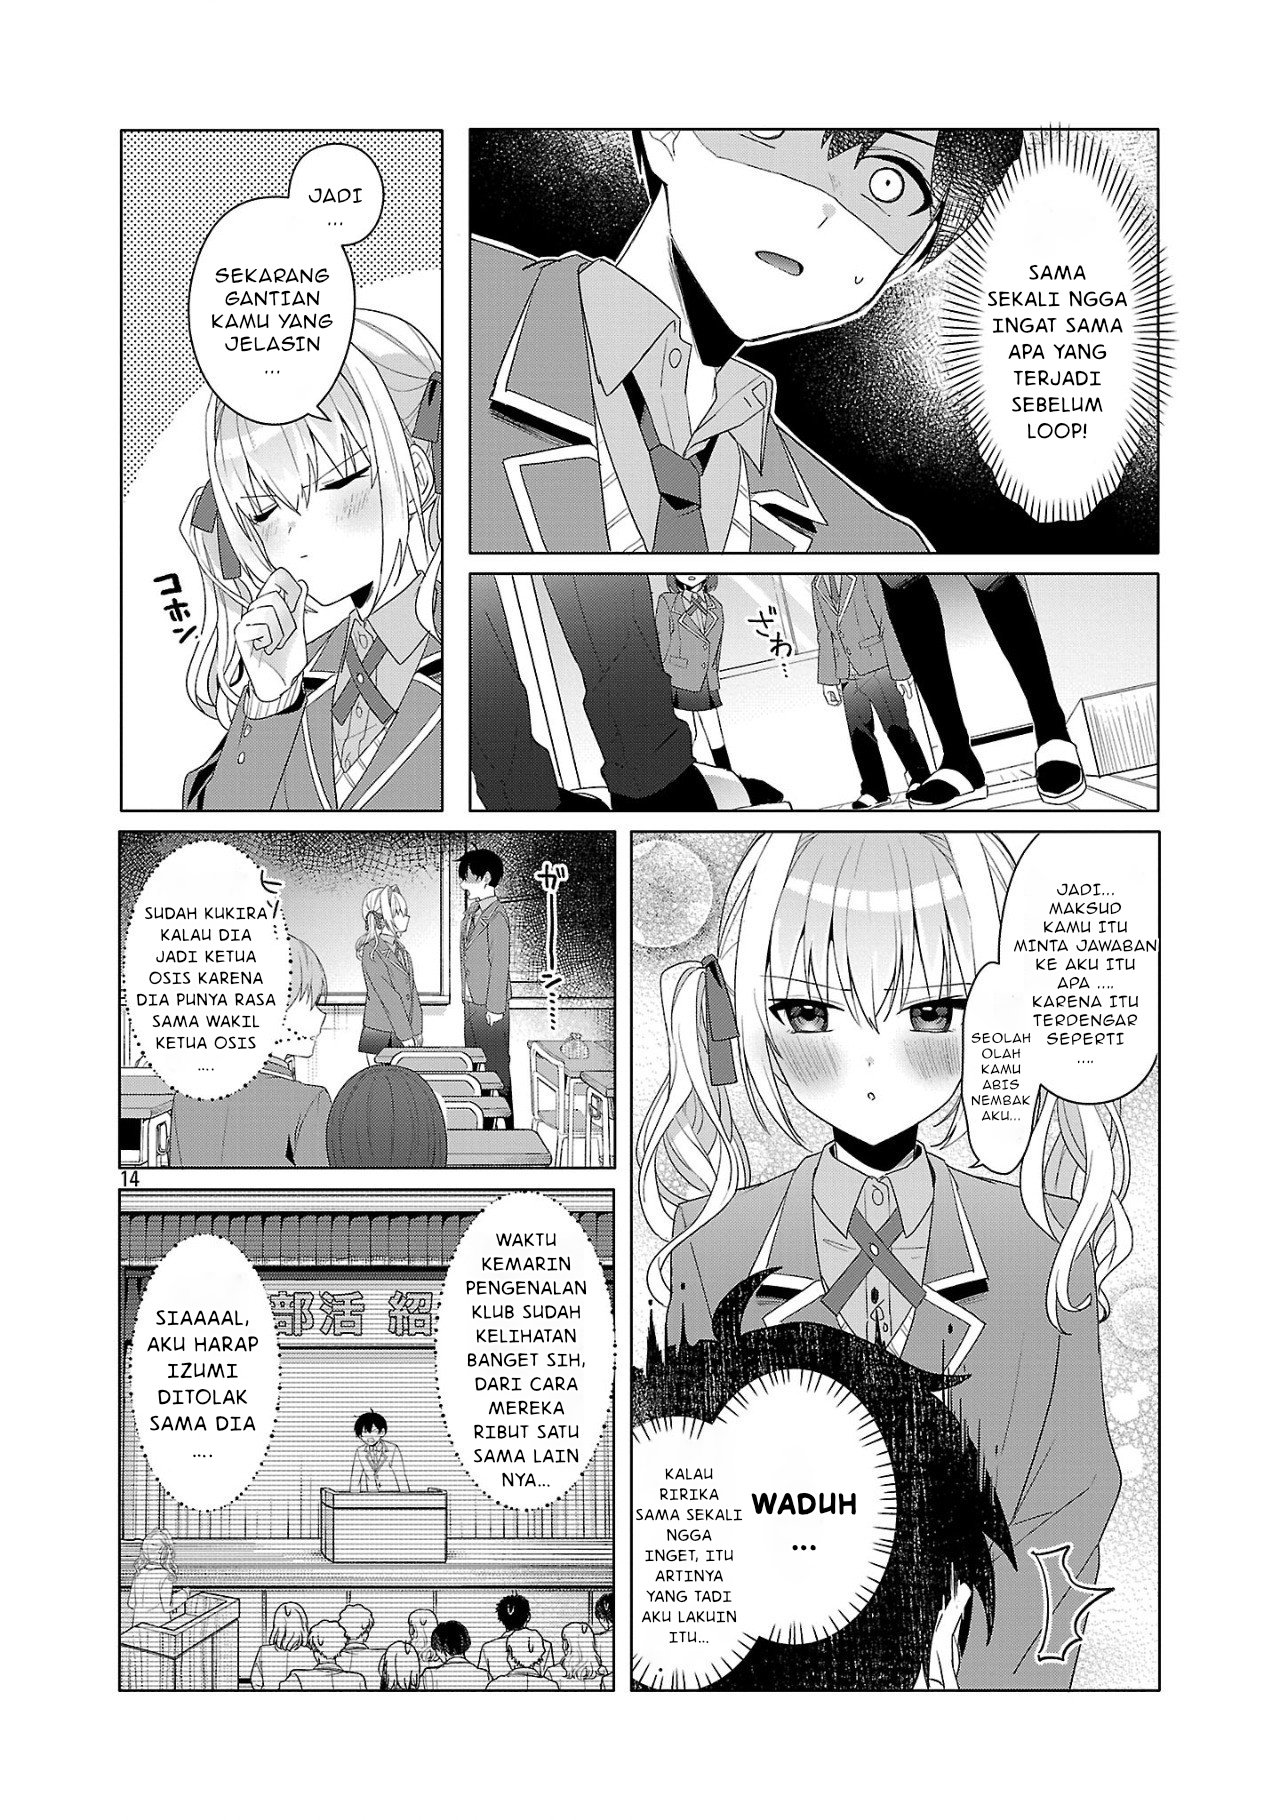 SAMA
SEKALI NGGA
INGAT SAMA
APA YANG
TERJADI
SEBELUM
LOOP!
ざわ…
JADI
...
SEKARANG
GANTIAN
KAMU YANG
JELASIN
...
コホン
JADI...
MAKSUD
KAMU ITU
MINTA JAWABAN
KE AKU ITU
APA ....
KARENA ITU
TERDENGAR
SEPERTI
....
SEOLAH
OLAH
KAMU
ABIS
NEMBAK
AKU...
WADUH
...
KALAU
RIRIKA
SAMA SEKALI
NGGA
INGET, ITU
ARTINYA
YANG TADI
AKU LAKUIN
ITU...
ガーン
SUDAH KUKIRA
KALAU DIA
JADI KETUA
OSIS KARENA
DIA PUNYA RASA
SAMA WAKIL
KETUA OSIS
....
14
WAKTU
KEMARIN
PENGENALAN
KLUB SUDAH
KELIHATAN
BANGET SIH,
DARI CARA
MEREKA
RIBUT SATU
SAMA LAIN
NYA...
部活 紹
SIAAAAL,
AKU HARAP
IZUMI
DITOLAK
SAMA DIA
....